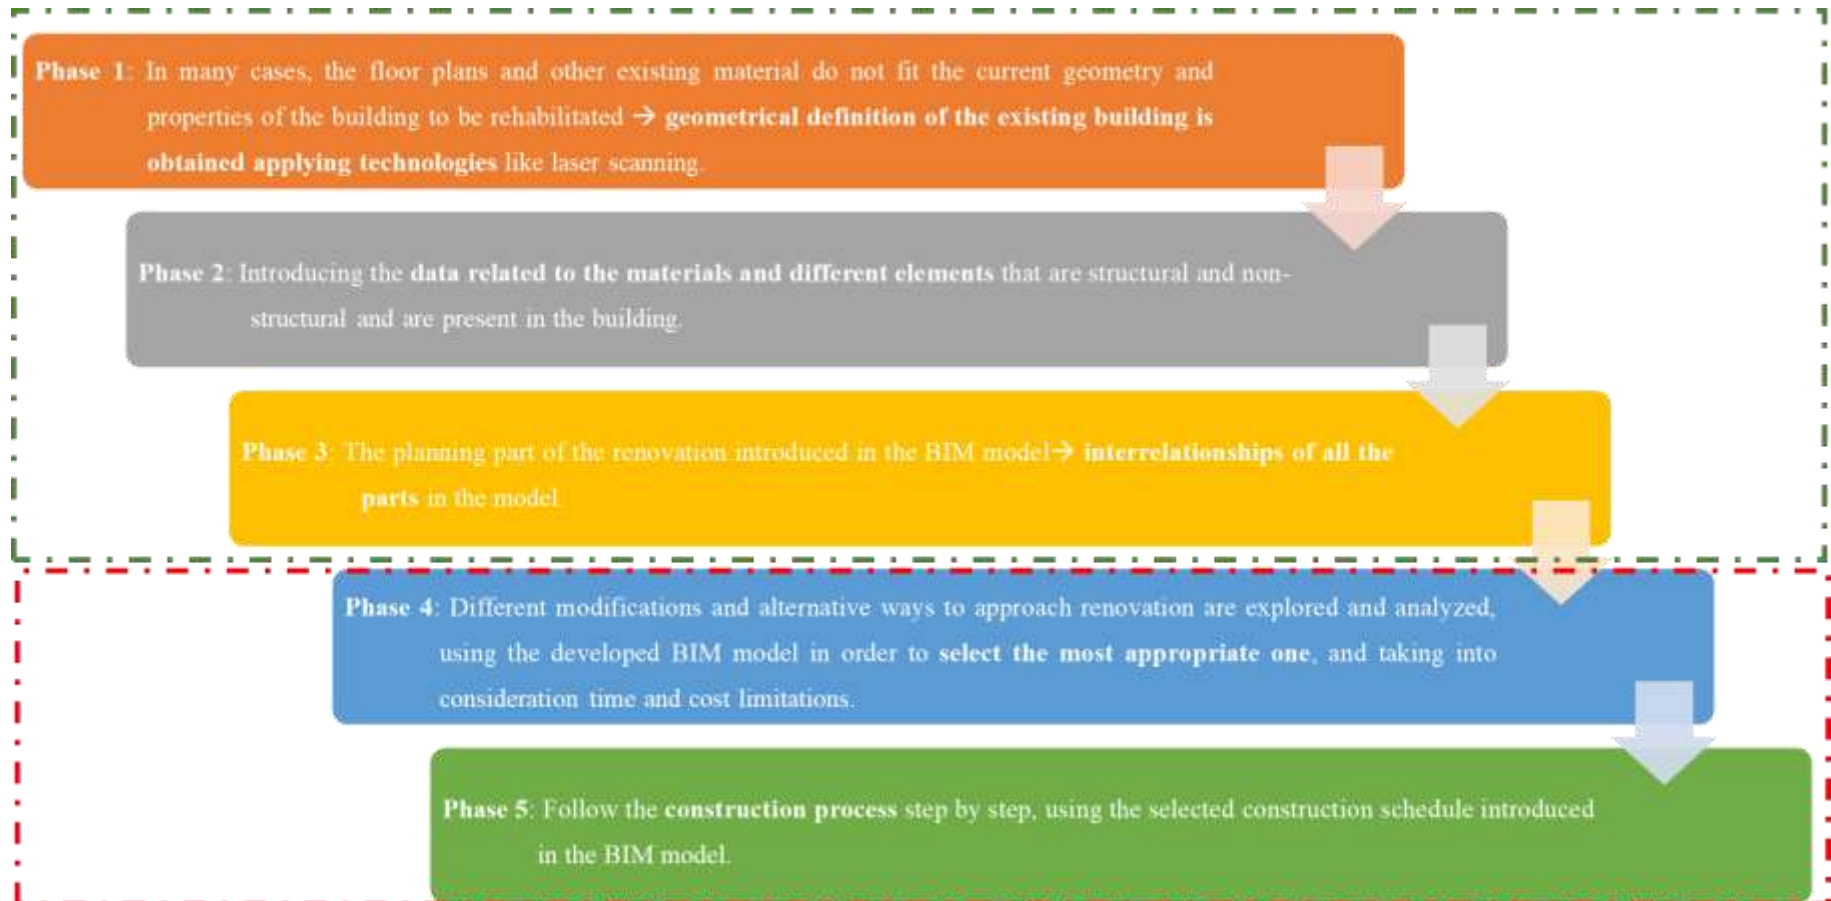 Phase 1: In many cases, the floor plans and other existing material do not fit the current geometry and
properties of the building to be rehabilitated → geometrical definition of the existing building is
obtained applying technologies like laser scanning.
Phase 2: Introducing the data related to the materials and different elements that are structural and non-
structural and are present in the building.
Phase 3: The planning part of the renovation introduced in the BIM model→ interrelationships of all the
parts in the model.
Phase 4: Different modifications and alternative ways to approach renovation are explored and analyzed,
using the developed BIM model in order to select the most appropriate one, and taking into
consideration time and cost limitations.
Phase 5: Follow the construction process step by step, using the selected construction schedule introduced
in the BIM model.